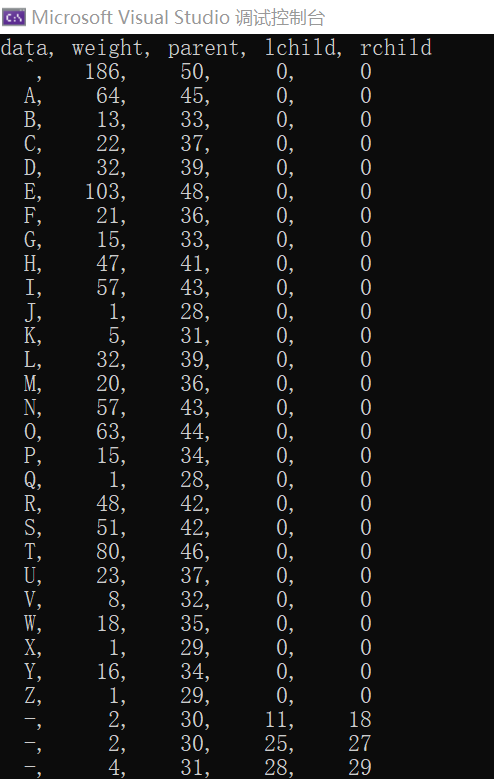 Microsoft Visual Studio 调试控制台
data, weight, parent, lchild, rchild
^, 186, 50, 0, 0
A, 64, 45, 0, 0
B, 13, 33, 0, 0
C, 22, 37, 0, 0
D, 32, 39, 0, 0
E, 103, 48, 0, 0
F, 21, 36, 0, 0
G, 15, 33, 0, 0
H, 47, 41, 0, 0
I, 57, 43, 0, 0
J, 1, 28, 0, 0
K, 5, 31, 0, 0
L, 32, 39, 0, 0
M, 20, 36, 0, 0
N, 57, 43, 0, 0
O, 63, 44, 0, 0
P, 15, 34, 0, 0
Q, 1, 28, 0, 0
R, 48, 42, 0, 0
S, 51, 42, 0, 0
T, 80, 46, 0, 0
U, 23, 37, 0, 0
V, 8, 32, 0, 0
W, 18, 35, 0, 0
X, 1, 29, 0, 0
Y, 16, 34, 0, 0
Z, 1, 29, 0, 0
-, 2, 30, 11, 18
-, 2, 30, 25, 27
-, 4, 31, 28, 29